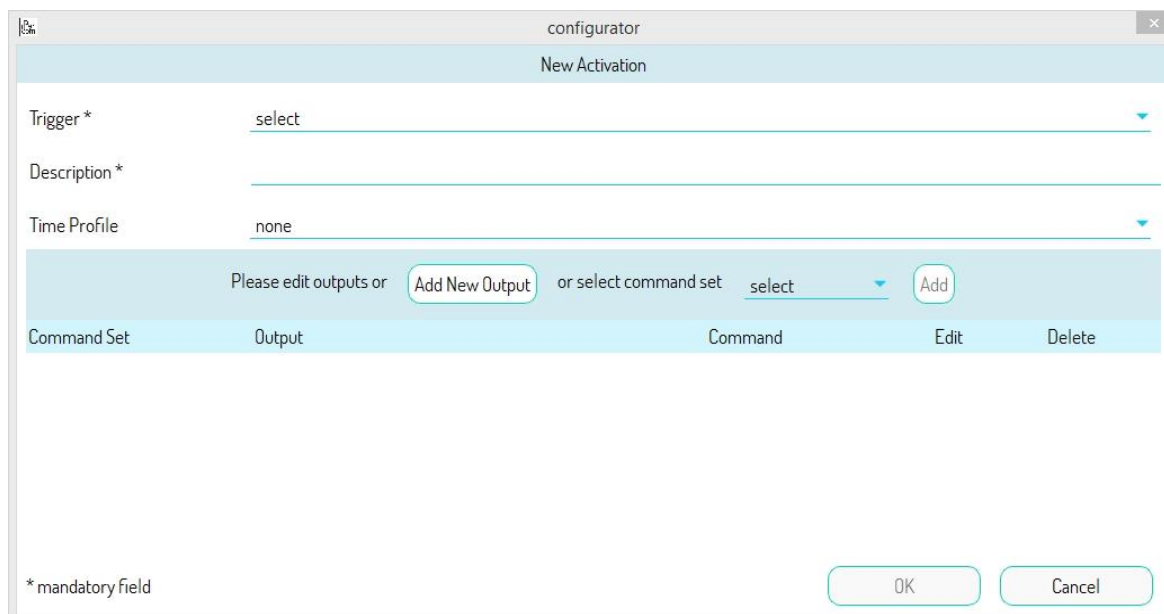 configurator
New Activation
Trigger * select
Description *
Time Profile none
Please edit outputs or Add New Output or select command set select Add
Command Set Output Command Edit Delete
* mandatory field OK Cancel